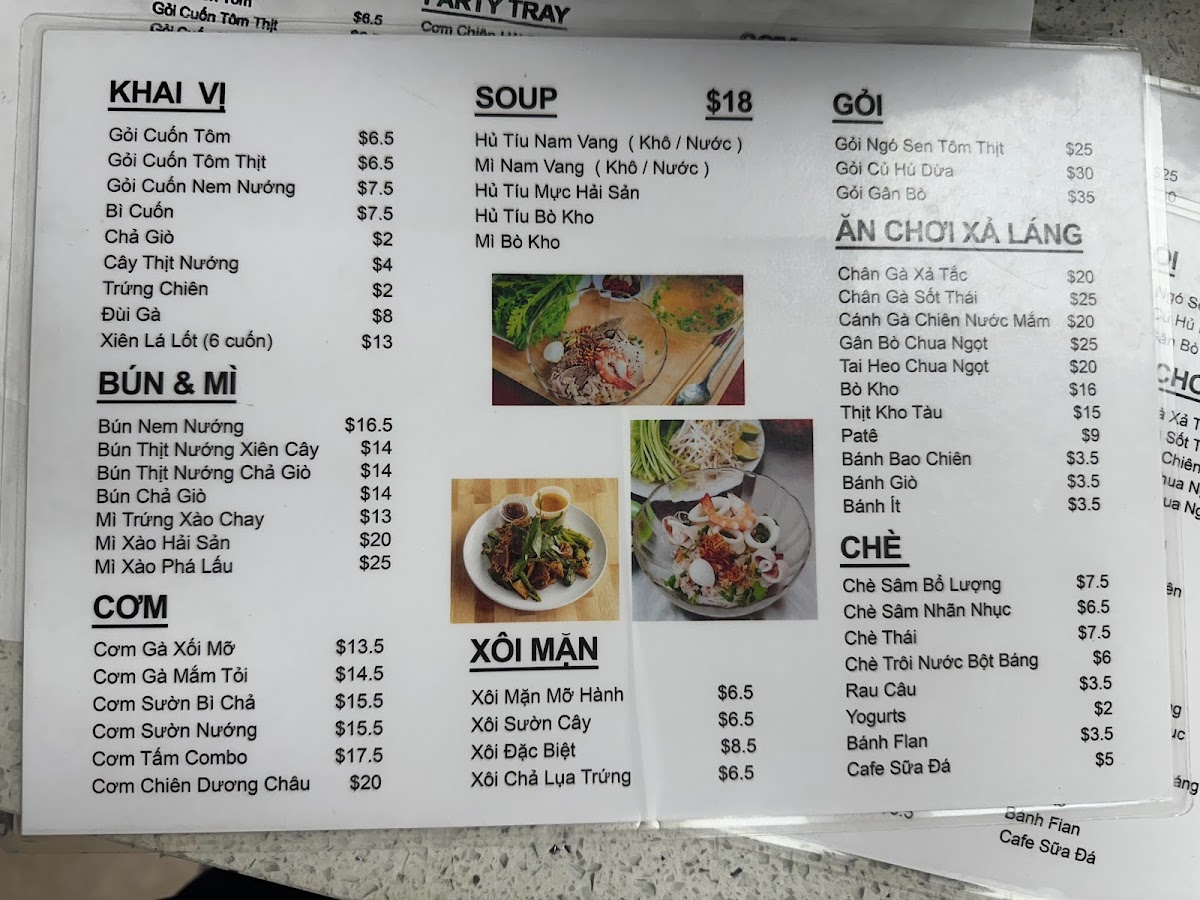 Gỏi Cuốn Tôm $6.5
Gỏi Cuốn Tôm Thịt
PARTY TRAY
KHAI VỊ
Gỏi Cuốn Tôm $6.5
Gỏi Cuốn Tôm Thịt $6.5
Gỏi Cuốn Nem Nướng $7.5
Bì Cuốn $7.5
Chả Giò $2
Cây Thịt Nướng $4
Trứng Chiên $2
Đùi Gà $8
Xiên Lá Lốt (6 cuốn) $13
BÚN & MÌ
Bún Nem Nướng $16.5
Bún Thịt Nướng Xiên Cây $14
Bún Thịt Nướng Chả Giò $14
Bún Chả Giò $14
Mì Trứng Xào Chay $13
Mì Xào Hải Sản $20
Mì Xào Phá Lấu $25
CƠM
Cơm Gà Xối Mỡ $13.5
Cơm Gà Mắm Tỏi $14.5
Cơm Sườn Bì Chả $15.5
Cơm Sườn Nướng $15.5
Cơm Tấm Combo $17.5
Cơm Chiên Dương Châu $20
SOUP $18
Hủ Tíu Nam Vang ( Khô / Nước )
Mì Nam Vang ( Khô / Nước )
Hủ Tíu Mực Hải Sản
Hủ Tíu Bò Kho
Mì Bò Kho
XÔI MẶN
Xôi Mặn Mỡ Hành $6.5
Xôi Sườn Cây $6.5
Xôi Đặc Biệt $8.5
Xôi Chả Lụa Trứng $6.5
GỎI
Gỏi Ngó Sen Tôm Thịt $25
Gỏi Củ Hủ Dừa $30
Gỏi Gân Bò $35
ĂN CHƠI XẢ LÁNG
Chân Gà Xả Tắc $20
Chân Gà Sốt Thái $25
Cánh Gà Chiên Nước Mắm $20
Gân Bò Chua Ngọt $25
Tai Heo Chua Ngọt $20
Bò Kho $16
Thịt Kho Tàu $15
Patê $9
Bánh Bao Chiên $3.5
Bánh Giò $3.5
Bánh Ít $3.5
CHÈ
Chè Sâm Bổ Lượng $7.5
Chè Sâm Nhãn Nhục $6.5
Chè Thái $7.5
Chè Trôi Nước Bột Báng $6
Rau Câu $3.5
Yogurts $2
Bánh Flan $3.5
Cafe Sữa Đá $5
Bánh Flan
Cafe Sữa Đá